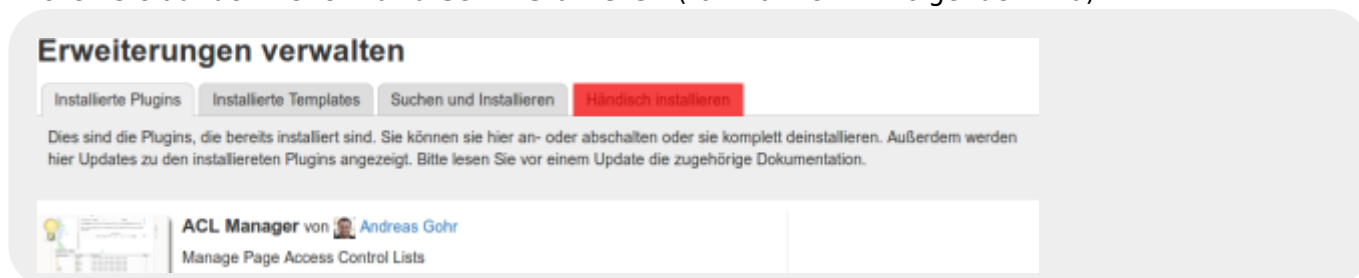 Erweiterungen verwalten
Installierte Plugins Installierte Templates Suchen und Installieren Händisch installieren
Dies sind die Plugins, die bereits installiert sind. Sie können sie hier an- oder abschalten oder sie komplett deinstallieren. Außerdem werden
hier Updates zu den installiereten Plugins angezeigt. Bitte lesen Sie vor einem Update die zugehörige Dokumentation.
ACL Manager von Andreas Gohr
Manage Page Access Control Lists